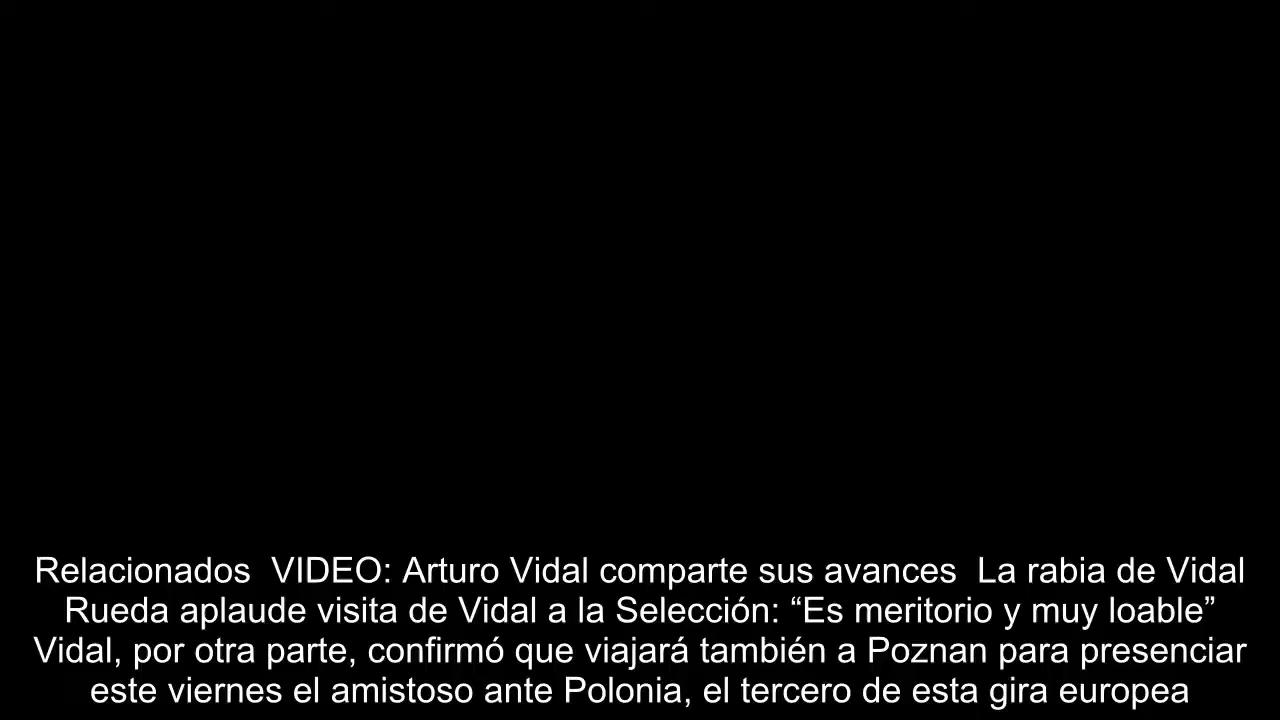 Relacionados  VIDEO: Arturo Vidal comparte sus avances  La rabia de Vidal
Rueda aplaude visita de Vidal a la Selección: “Es meritorio y muy loable”
Vidal, por otra parte, confirmó que viajará también a Poznan para presenciar
este viernes el amistoso ante Polonia, el tercero de esta gira europea